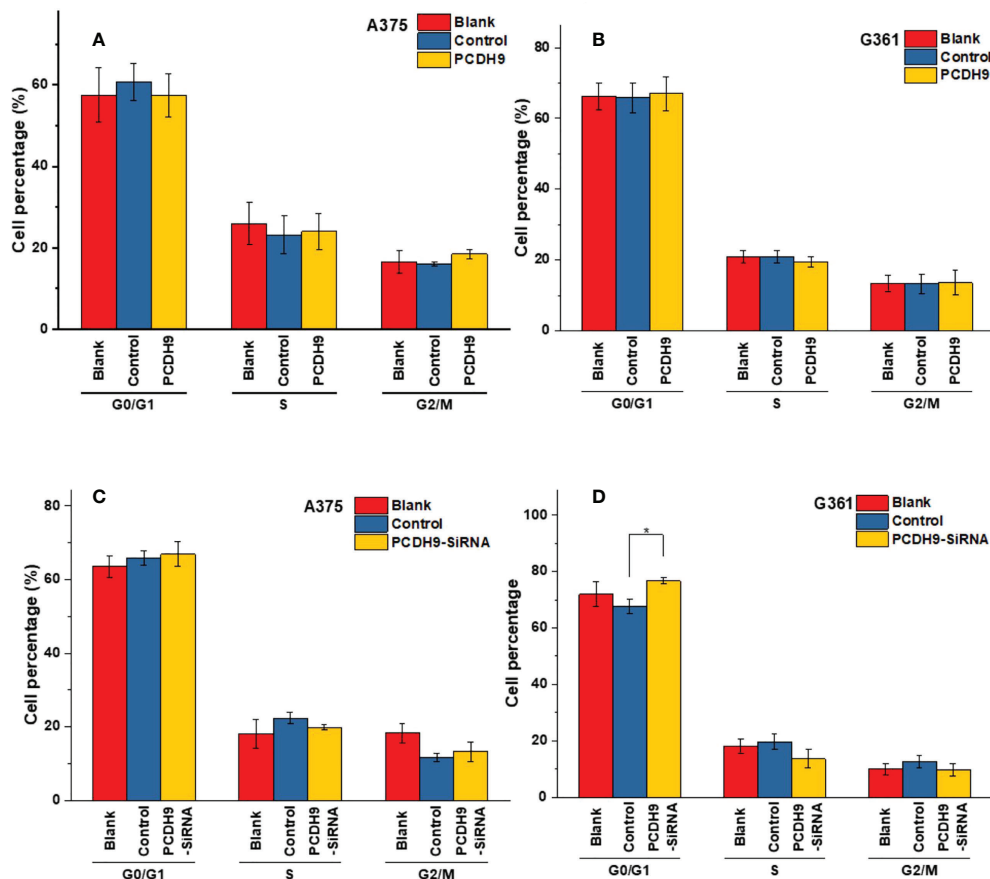 A
A375
Blank
Control
PCDH9
Cell percentage (%)
60
40
20
0
Blank
Control
PCDH9
Blank
Control
PCDH9
Blank
Control
PCDH9
G0/G1
S
G2/M
B
G361
Blank
Control
PCDH9
Cell percentage (%)
80
60
40
20
0
Blank
Control
PCDH9
Blank
Control
PCDH9
Blank
Control
PCDH9
G0/G1
S
G2/M
C
A375
Blank
Control
PCDH9-SiRNA
Cell percentage (%)
80
60
40
20
0
Blank
Control
PCDH9
-SiRNA
Blank
Control
PCDH9
-SiRNA
Blank
Control
PCDH9
-SiRNA
G0/G1
S
G2/M
D
G361
Blank
Control
PCDH9-SiRNA
Cell percentage
100
80
60
40
20
0
*
Blank
Control
PCDH9
-SiRNA
Blank
Control
PCDH9
-SiRNA
Blank
Control
PCDH9
-SiRNA
G0/G1
S
G2/M